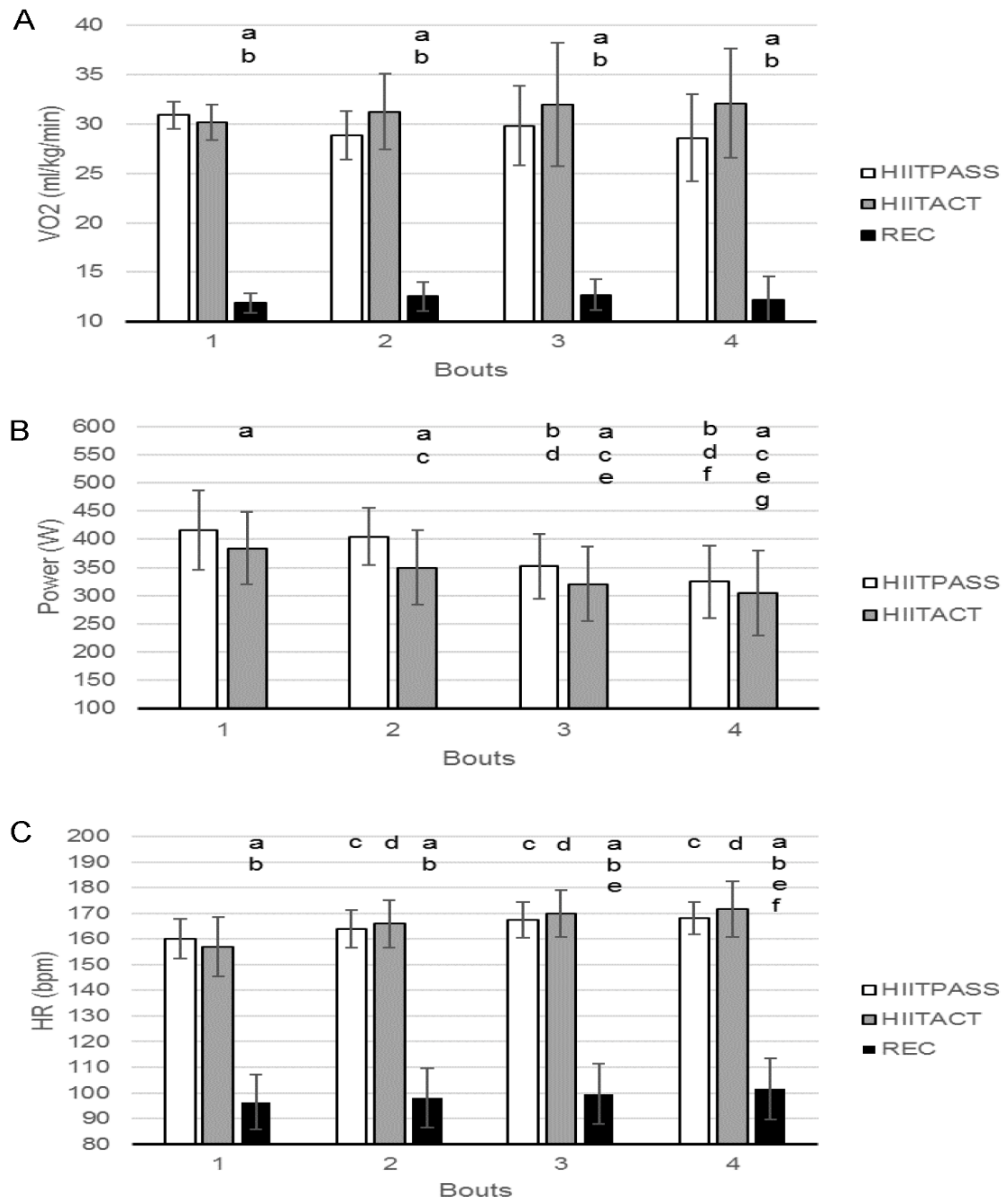 A
40
35
30
25
20
15
10
VO2 (ml/kg/min)
a
b
a
b
a
b
a
b
1 2 3 4
Bouts
HIITPASS
HIITACT
REC
B
600
550
500
450
400
350
300
250
200
150
100
Power (W)
a
a
c
b
d
a
c
e
b
d
f
a
c
e
g
1 2 3 4
Bouts
HIITPASS
HIITACT
C
200
190
180
170
160
150
140
130
120
110
100
90
80
HR (bpm)
a
b
c d
a
b
c d
a
b
e
c d
a
b
e
f
1 2 3 4
Bouts
HIITPASS
HIITACT
REC